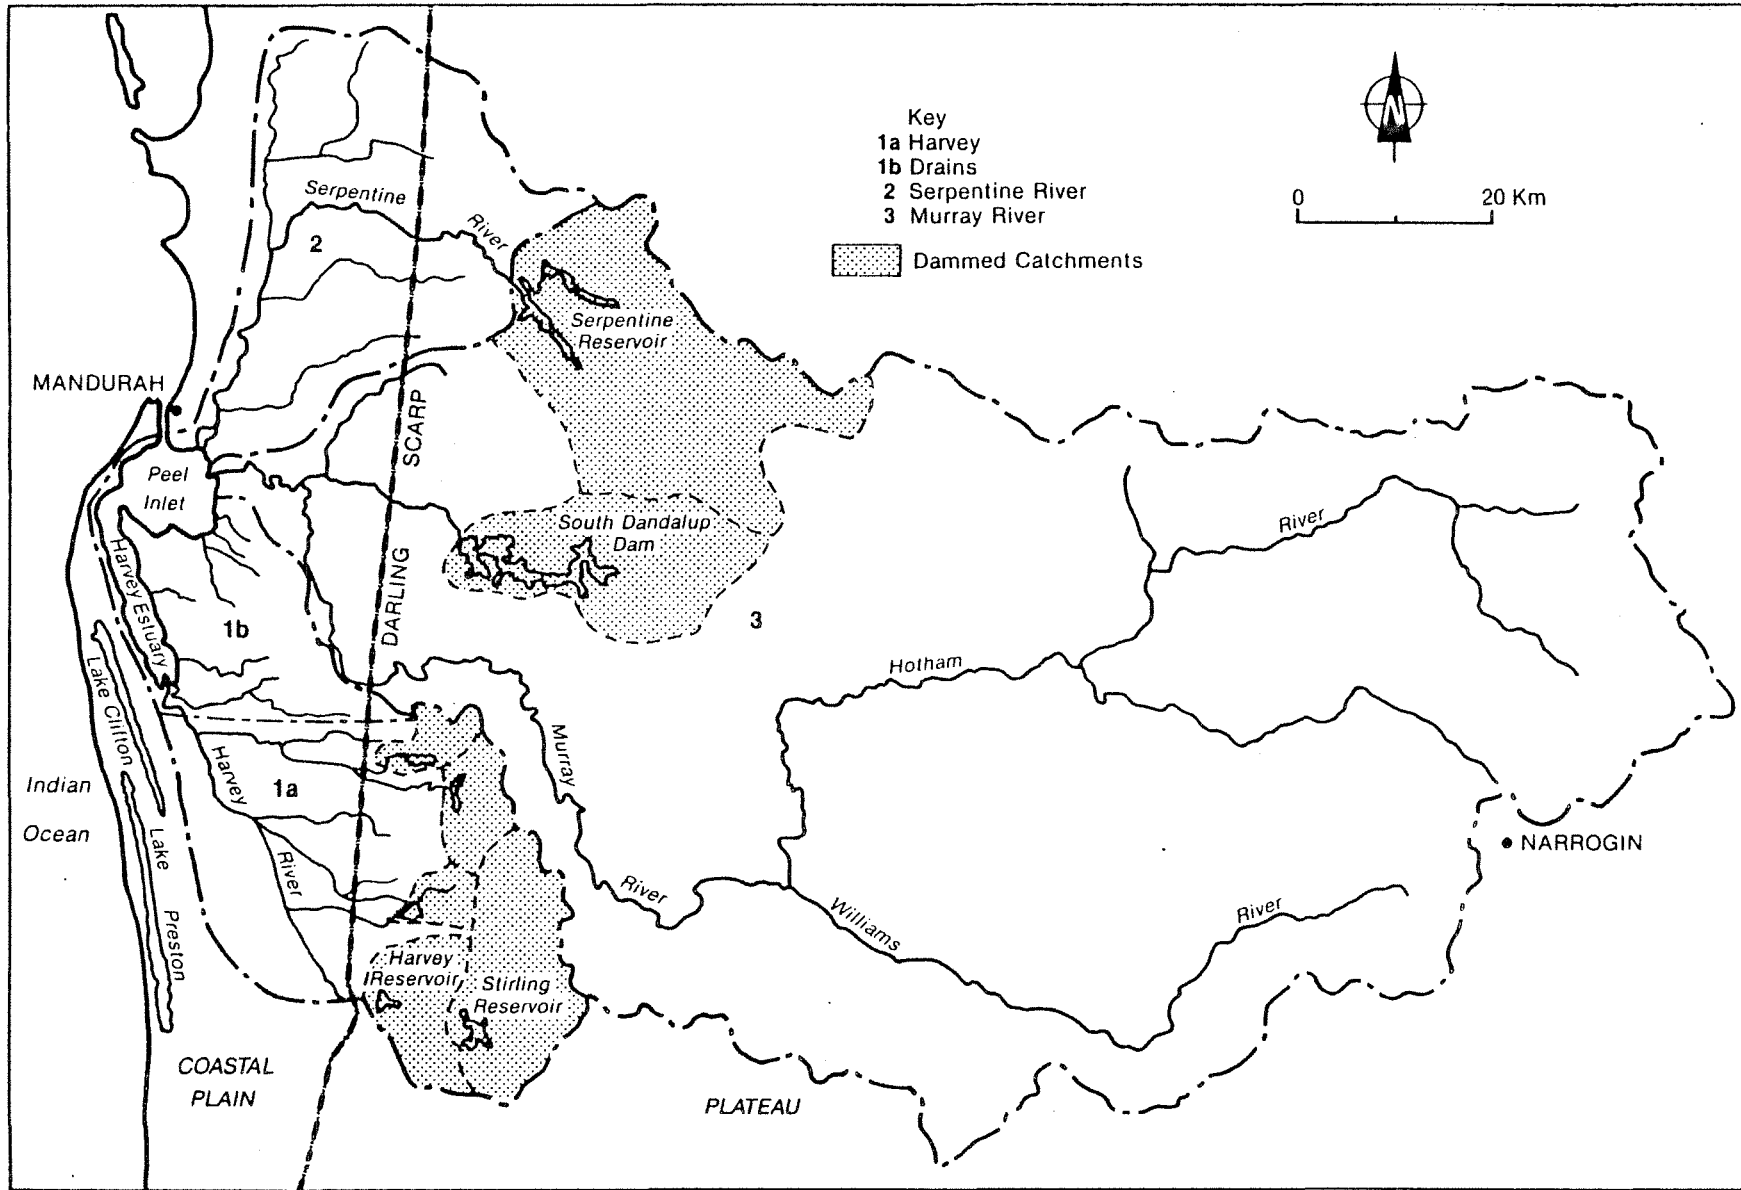 Key
1a Harvey
1b Drains
2 Serpentine River
3 Murray River
Dammed Catchments
N
0 20 Km
Serpentine
River
2
Serpentine
Reservoir
MANDURAH
SCARP
DARLING
Peel
Inlet
South Dandalup
Dam
River
Harvey Estuary
1b
3
Hotham
Lake Clifton
Murray
Harvey
1a
Indian
Ocean
Lake
Preston
River
River
NARROGIN
Williams
River
Harvey
Reservoir
Stirling
Reservoir
COASTAL
PLAIN
PLATEAU